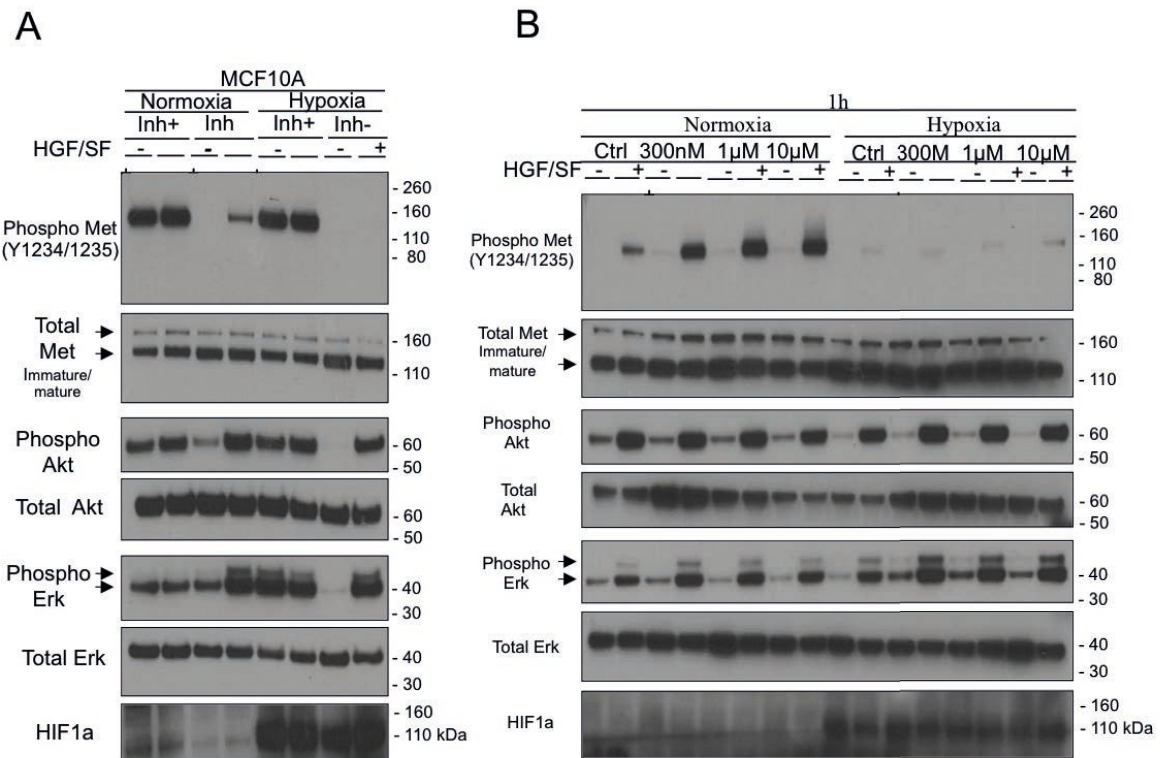 A
MCF10A
Normoxia Hypoxia
Inh+ Inh Inh+ Inh-
HGF/SF - - - - +
Phospho Met
(Y1234/1235)
- 260
- 160
- 110
- 80
Total
Met
Immature/
mature
- 160
- 110
Phospho
Akt
- 60
- 50
Total Akt
- 60
- 50
Phospho
Erk
- 40
- 30
Total Erk
- 40
- 30
HIF1a
- 160
- 110 kDa
B
1h
Normoxia Hypoxia
Ctrl 300nM 1µM 10µM Ctrl 300M 1µM 10µM
HGF/SF - + - - + - + - + - - + - +
Phospho Met
(Y1234/1235)
- 260
- 160
- 110
- 80
Total Met
Immature/
mature
- 160
- 110
Phospho
Akt
- 60
- 50
Total
Akt
- 60
- 50
Phospho
Erk
- 40
- 30
Total Erk
- 40
- 30
HIF1a
- 160
- 110 kDa